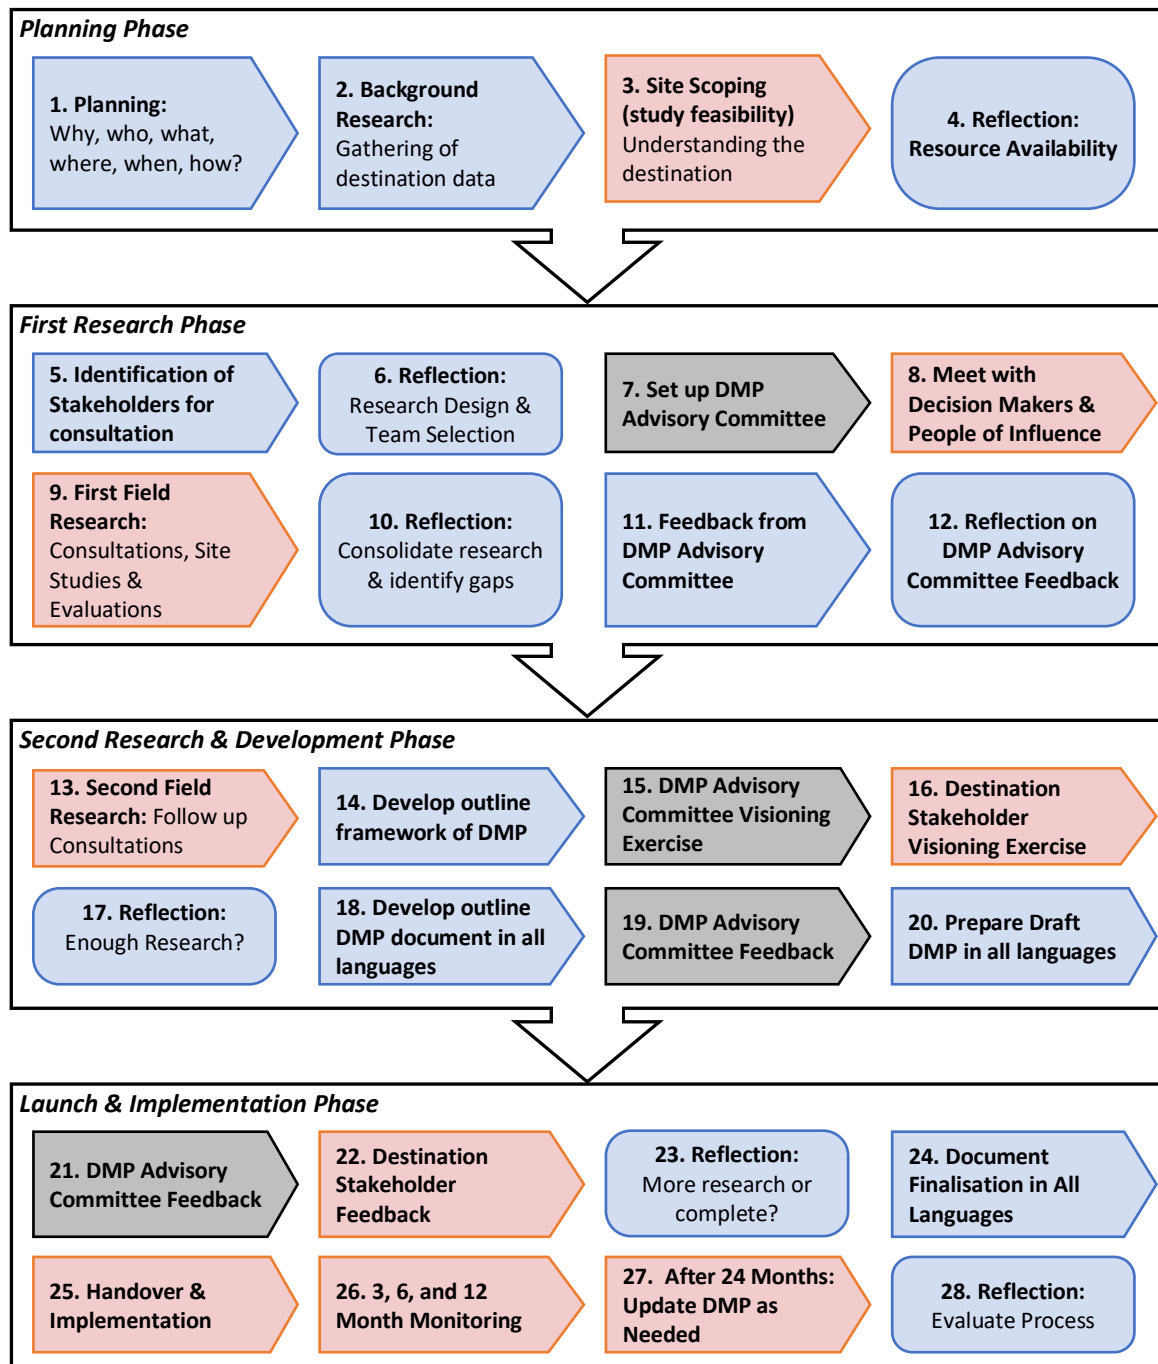 Planning Phase
1. Planning:
Why, who, what,
where, when, how?
2. Background
Research:
Gathering of
destination data
3. Site Scoping
(study feasibility)
Understanding the
destination
4. Reflection:
Resource Availability
First Research Phase
5. Identification of
Stakeholders for
consultation
6. Reflection:
Research Design &
Team Selection
7. Set up DMP
Advisory Committee
8. Meet with
Decision Makers &
People of Influence
9. First Field
Research:
Consultations, Site
Studies &
Evaluations
10. Reflection:
Consolidate research
& identify gaps
11. Feedback from
DMP Advisory
Committee
12. Reflection on
DMP Advisory
Committee Feedback
Second Research & Development Phase
13. Second Field
Research: Follow up
Consultations
14. Develop outline
framework of DMP
15. DMP Advisory
Committee Visioning
Exercise
16. Destination
Stakeholder
Visioning Exercise
17. Reflection:
Enough Research?
18. Develop outline
DMP document in all
languages
19. DMP Advisory
Committee Feedback
20. Prepare Draft
DMP in all languages
Launch & Implementation Phase
21. DMP Advisory
Committee Feedback
22. Destination
Stakeholder
Feedback
23. Reflection:
More research or
complete?
24. Document
Finalisation in All
Languages
25. Handover &
Implementation
26. 3, 6, and 12
Month Monitoring
27. After 24 Months:
Update DMP as
Needed
28. Reflection:
Evaluate Process